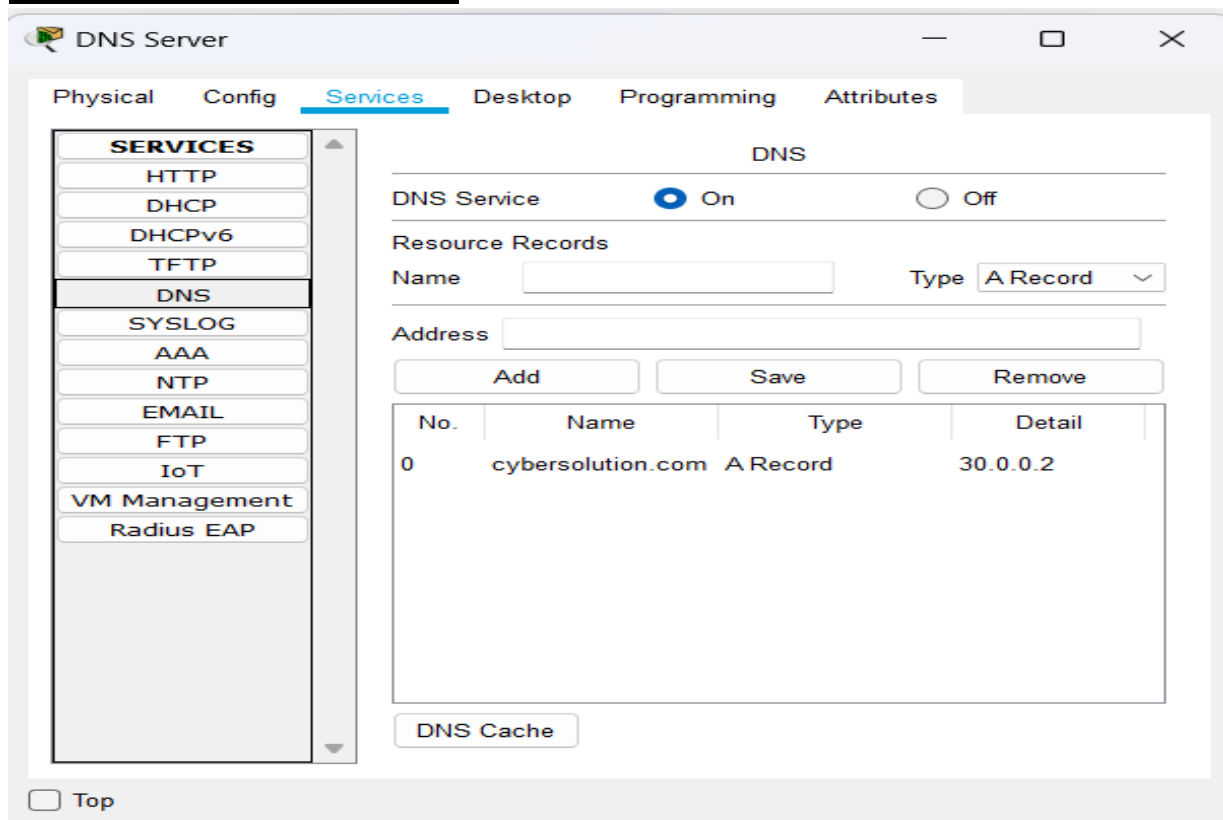 DNS Server
Physical Config Services Desktop Programming Attributes
SERVICES
HTTP
DHCP
DHCPv6
TFTP
DNS
SYSLOG
AAA
NTP
EMAIL
FTP
IoT
VM Management
Radius EAP
DNS
DNS Service On Off
Resource Records
Name Type A Record
Address
Add Save Remove
No. Name Type Detail
0 cybersolution.com A Record 30.0.0.2
DNS Cache
Top